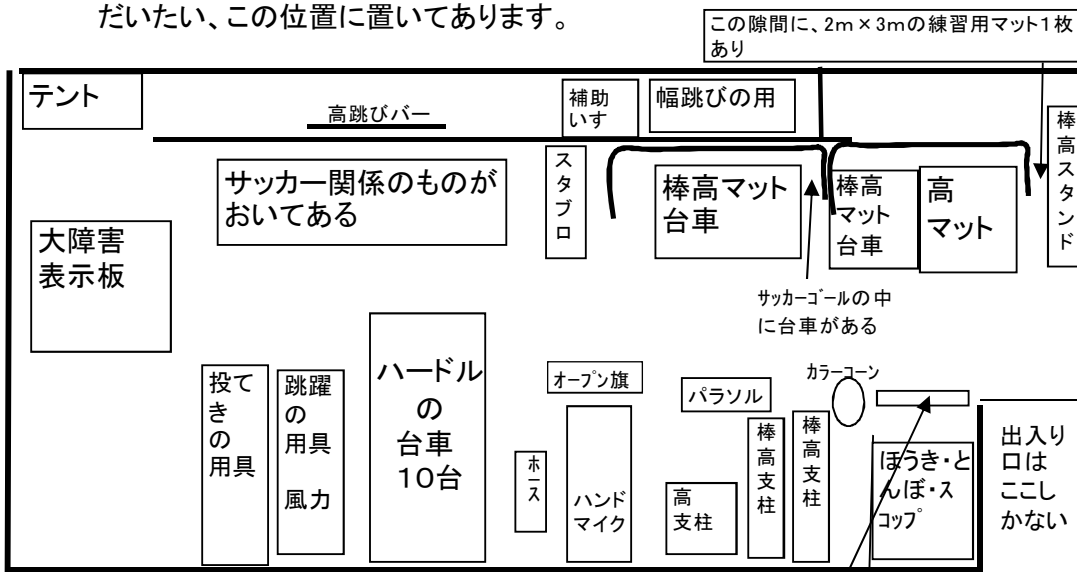 だいたい、この位置に置いてあります。
この隙間に、2m×3mの練習用マット1枚
あり
テント
高跳びバー
補助
いす
幅跳びの用
棒高スタンド
スタブロ
サッカー関係のものが
おいてある
棒高マット
台車
棒高
マット
台車
高
マット
大障害
表示板
サッカーゴールの中
に台車がある
投て
きの
用具
跳躍
の
用具
風力
ハードル
の
台車
10台
オープン旗
パラソル
カラーコーン
ホース
ハンド
マイク
高
支柱
棒高支柱
棒高支柱
ほうき・と
んぼ・ス
コップ
出入り
口は
ここし
かない